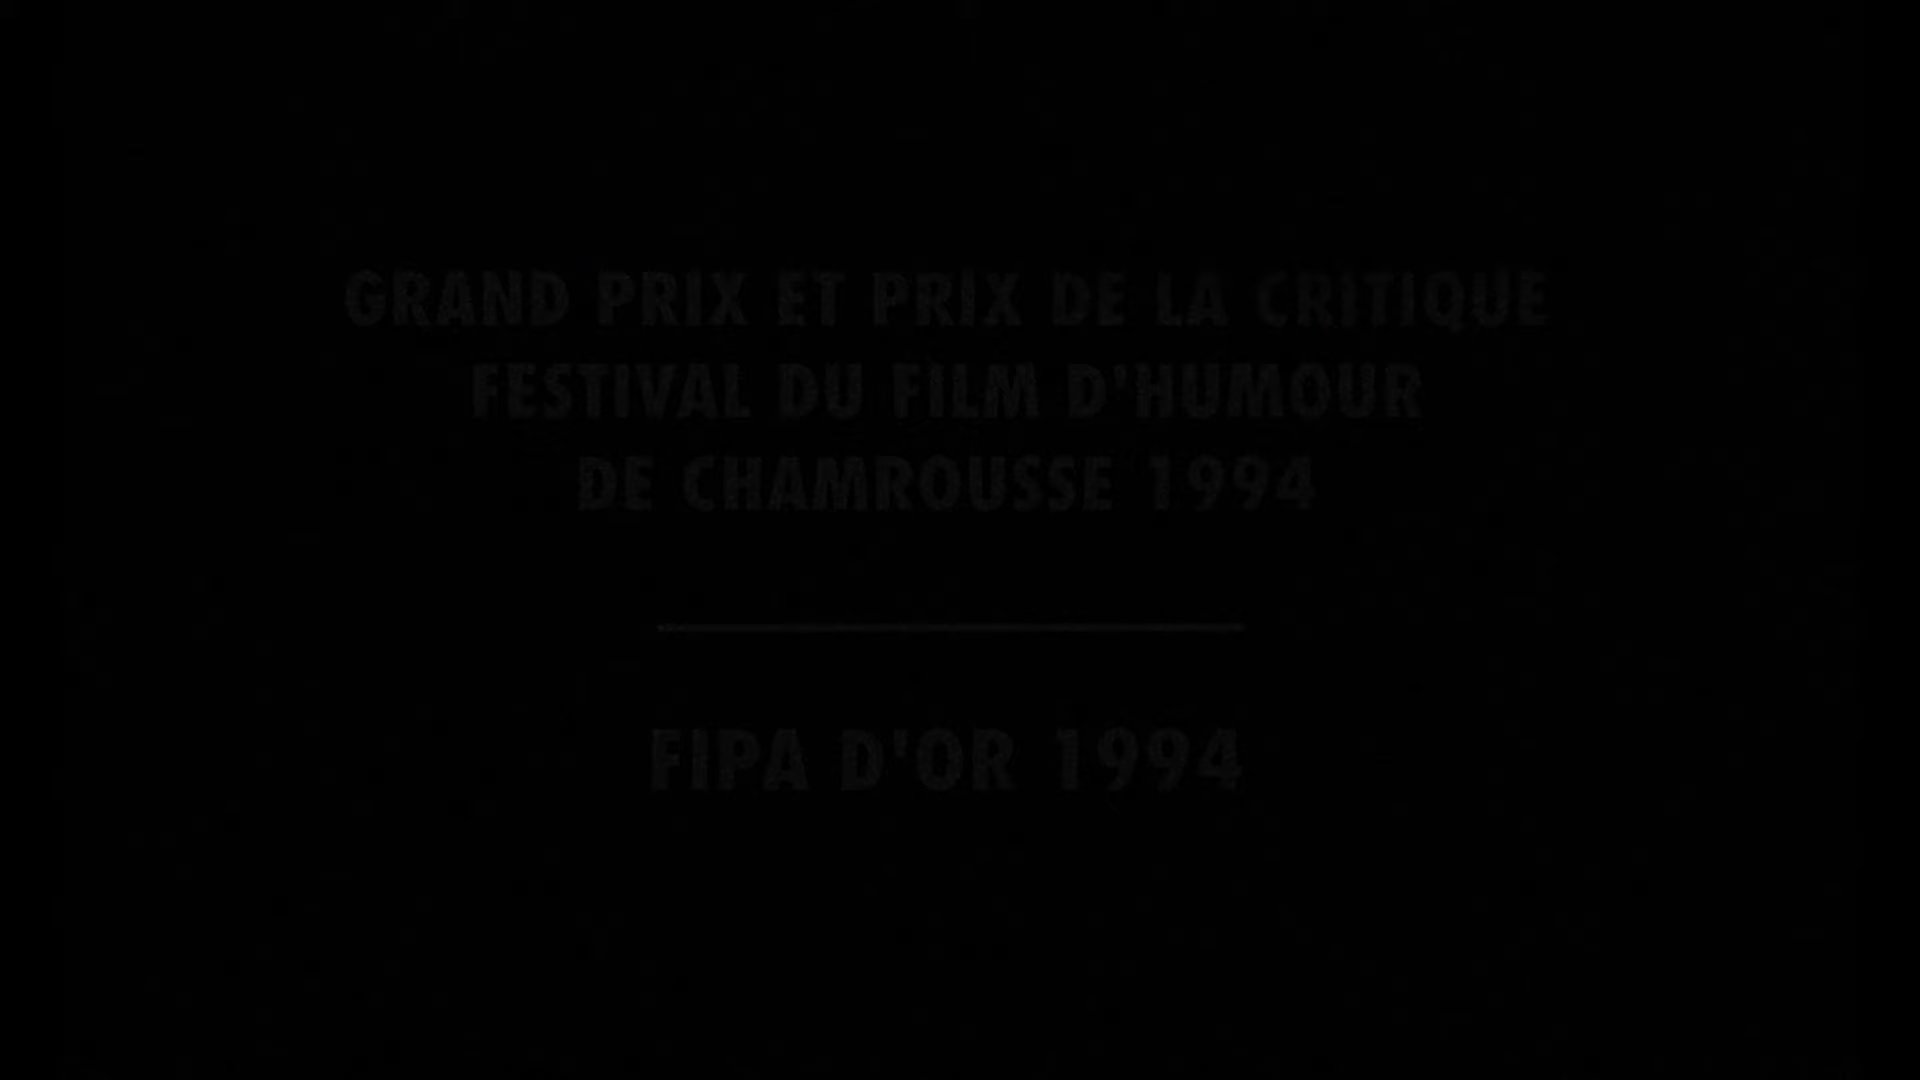 GRAND PRIX ET PRIX DE LA CRITIQUE
FESTIVAL DU FILM D'HUMOUR
DE CHAMROUSSE 1994
FIPA D'OR 1994